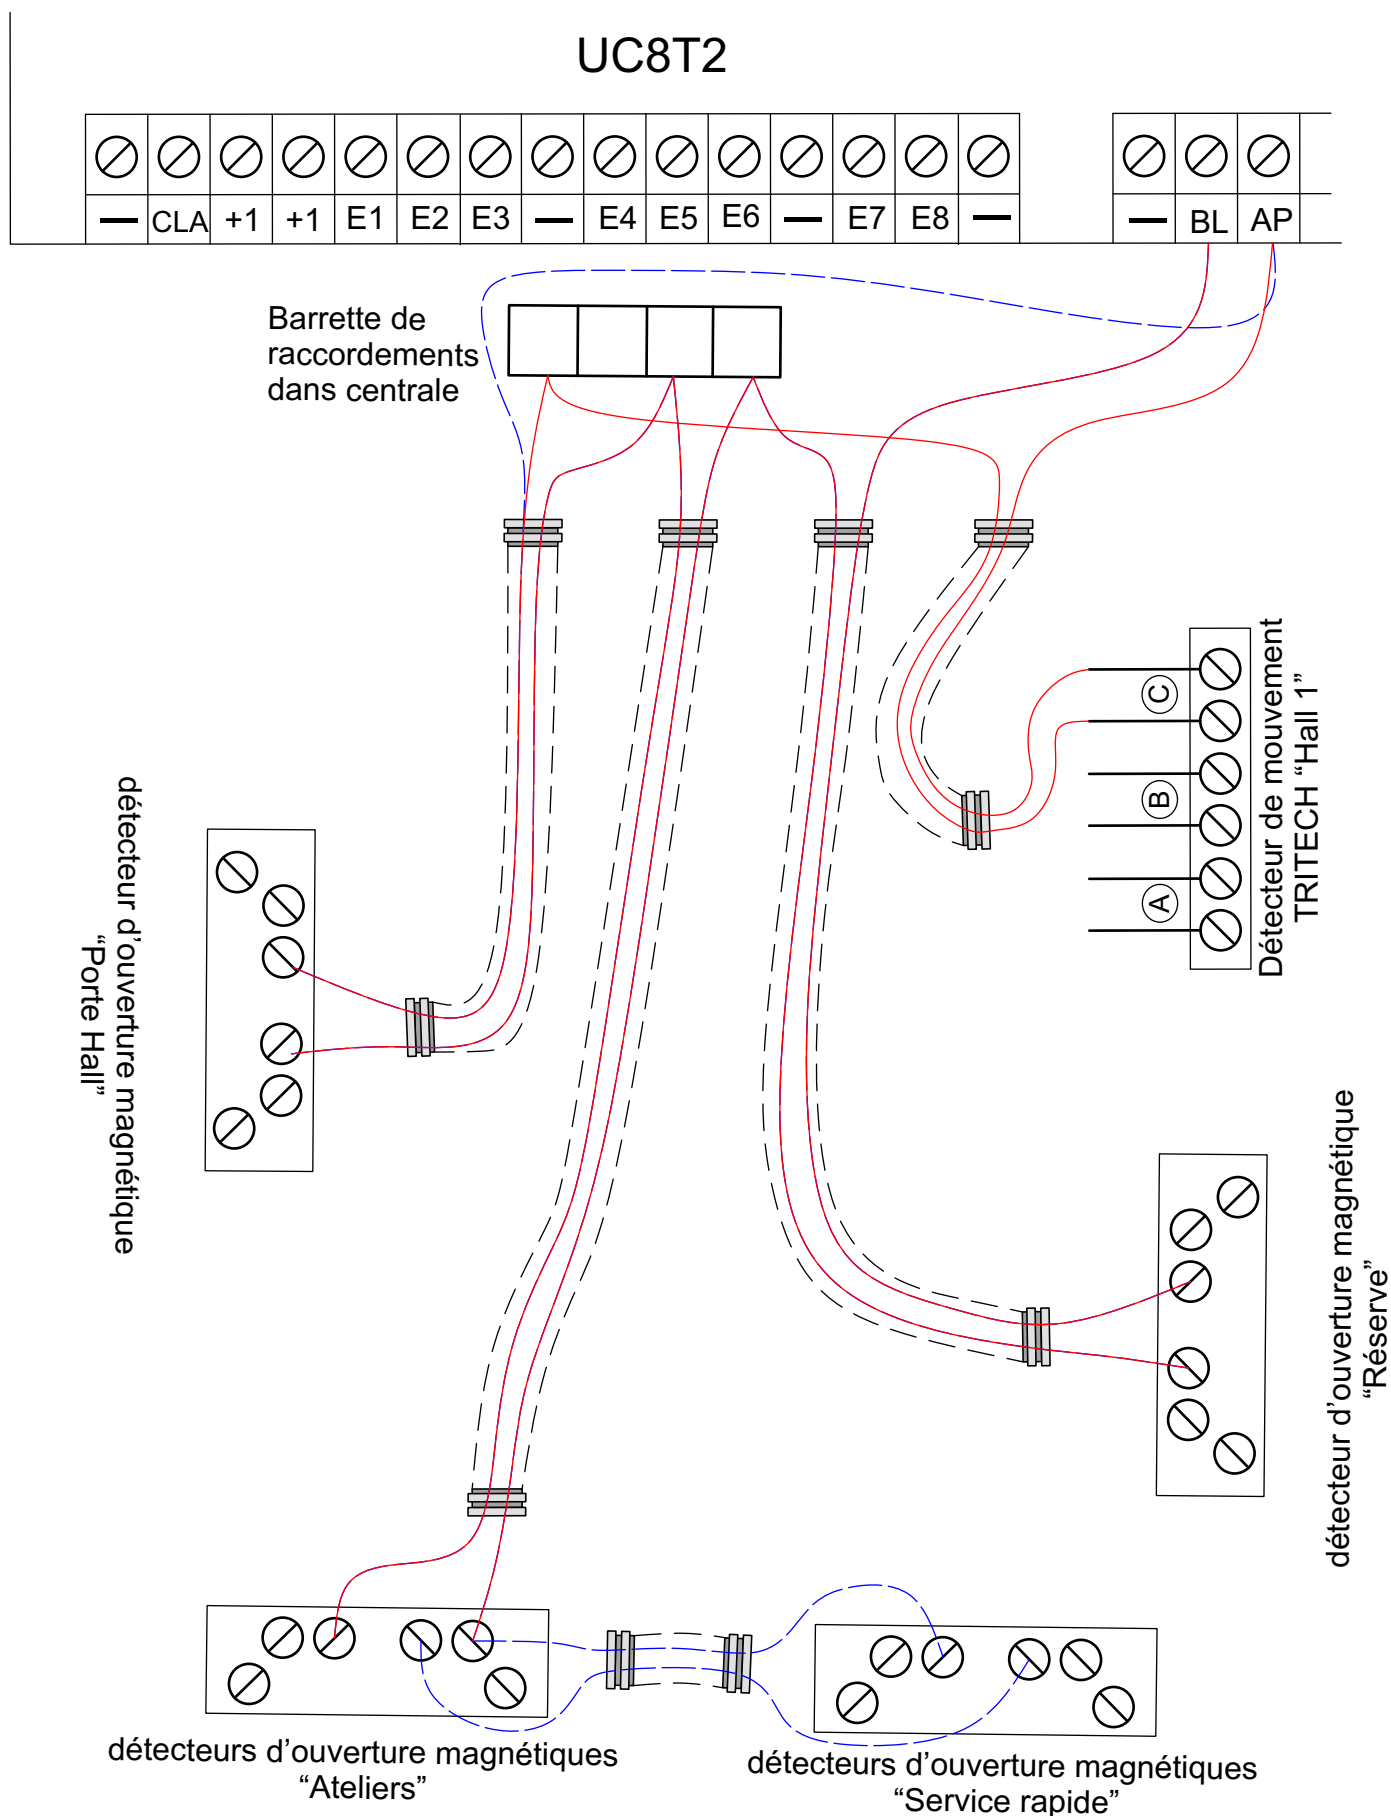 UC8T2
— CLA +1 +1 E1 E2 E3 — E4 E5 E6 — E7 E8 — — BL AP
Barrette de
raccordements
dans centrale
Détecteur de mouvement
TRITECH “Hall 1”
C
B
A
détecteur d’ouverture magnétique
“Porte Hall”
détecteur d’ouverture magnétique
“Réserve”
détecteurs d’ouverture magnétiques
“Ateliers”
détecteurs d’ouverture magnétiques
“Service rapide”